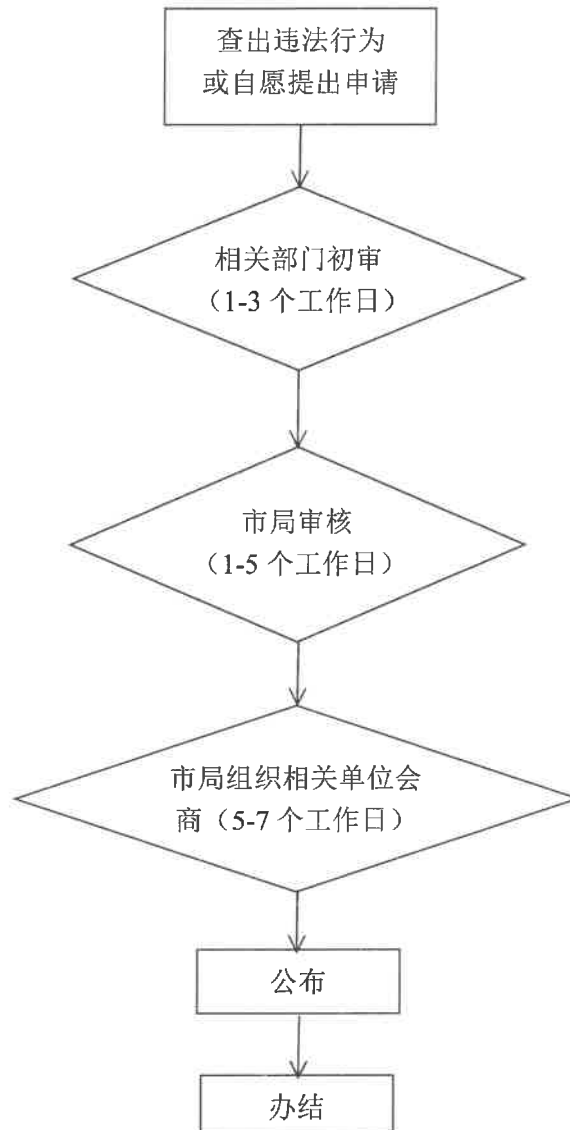 查出违法行为
或自愿提出申请
相关部门初审
（1-3 个工作日）
市局审核
（1-5 个工作日）
市局组织相关单位会
商（5-7 个工作日）
公布
办结